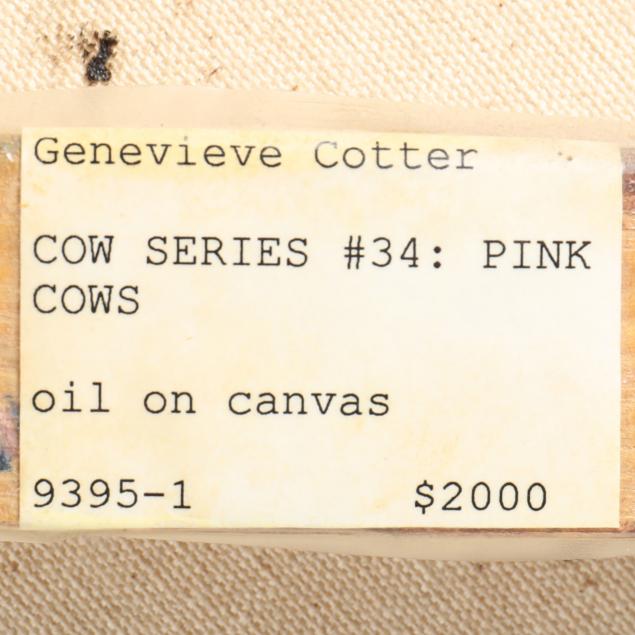 Genevieve Cotter
COW SERIES #34: PINK
COWS
oil on canvas
9395-1 $2000